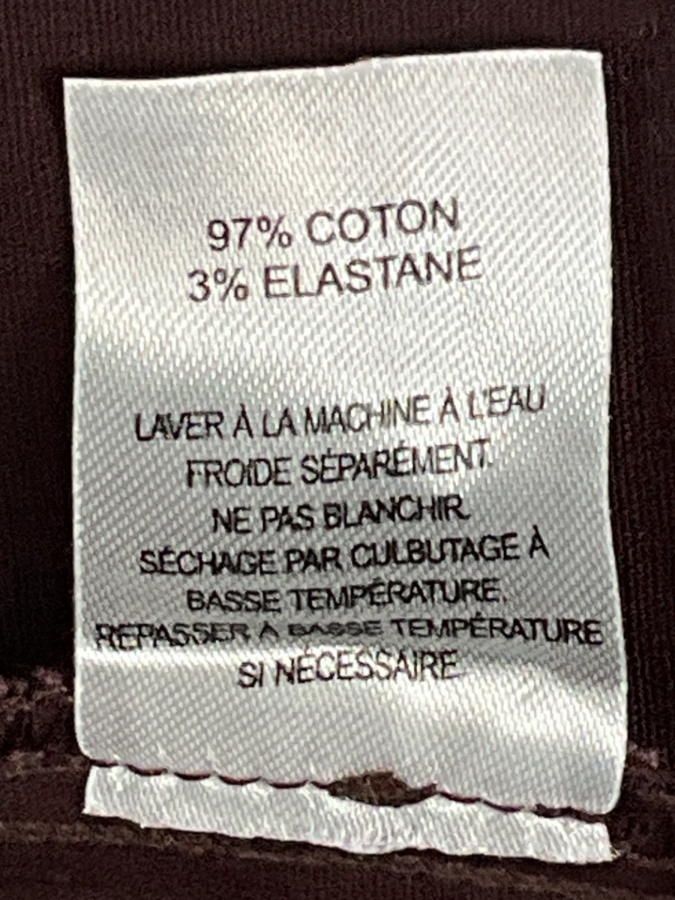 97% COTON
3% ELASTANE
LAVER À LA MACHINE À L'EAU
FROIDE SÉPARÉMENT.
NE PAS BLANCHIR.
SÉCHAGE PAR CULBUTAGE À
BASSE TEMPÉRATURE.
REPASSER A BASSE TEMPÉRATURE
SI NÉCESSAIRE